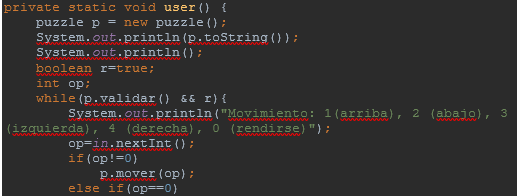 private static void user() {
puzzle p = new puzzle();
System.out.println(p.toString());
System.out.println();
boolean r=true;
int op;
while(p.validar() && r){
System.out.println("Movimiento: 1(arriba), 2 (abajo), 3
(izquierda), 4 (derecha), 0 (rendirse)");
op=in.nextInt();
if(op!=0)
p.mover(op);
else if(op==0)